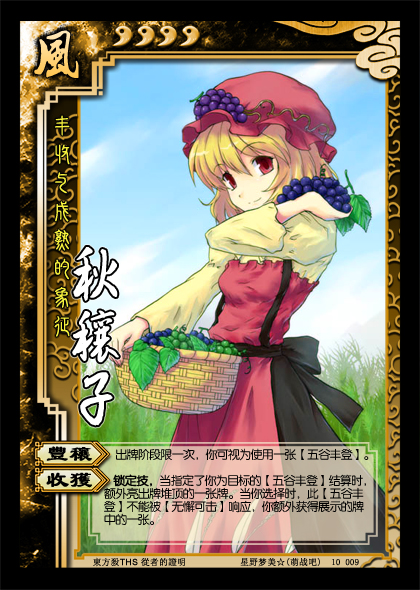 風
丰收与成熟的象征
秋穣子
豐穰
出牌阶段限一次，你可视为使用一张【五谷丰登】。
收獲
锁定技，当指定了你为目标的【五谷丰登】结算时，
额外亮出牌堆顶的一张牌。当你选择时，此【五谷丰
登】不能被【无懈可击】响应，你额外获得展示的牌
中的一张。
東方殺THS 從者的證明
星野梦美☆(萌战吧) 10 009